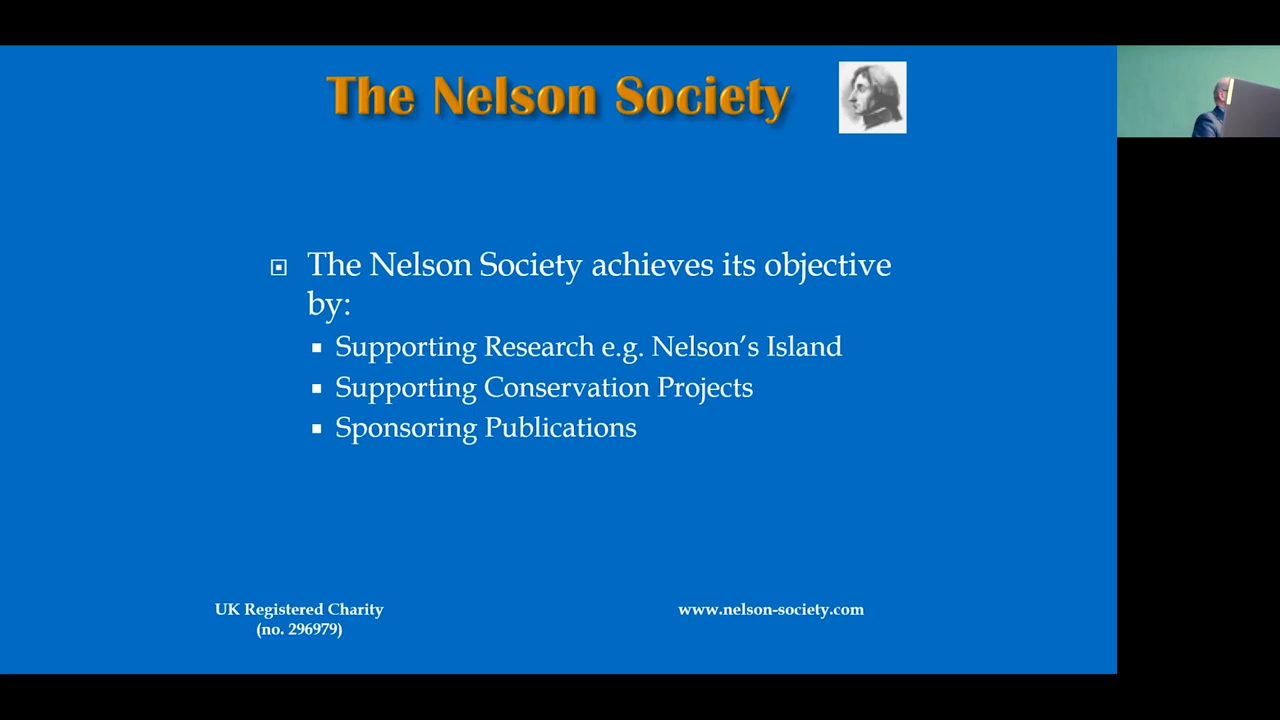 The Nelson Society
The Nelson Society achieves its objective
by:
Supporting Research e.g. Nelson's Island
Supporting Conservation Projects
Sponsoring Publications
UK Registered Charity
(no. 296979)
www.nelson-society.com